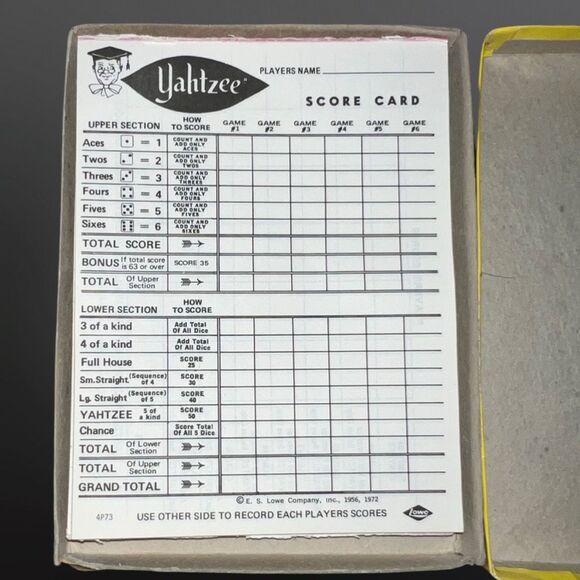 Yahtzee™ PLAYERS NAME
SCORE CARD
UPPER SECTION HOW TO SCORE GAME #1 GAME #2 GAME #3 GAME #4 GAME #5 GAME #6
Aces = 1 COUNT AND ADD ONLY ACES
Twos = 2 COUNT AND ADD ONLY TWOS
Threes = 3 COUNT AND ADD ONLY THREES
Fours = 4 COUNT AND ADD ONLY FOURS
Fives = 5 COUNT AND ADD ONLY FIVES
Sixes = 6 COUNT AND ADD ONLY SIXES
TOTAL SCORE
BONUS If total score is 63 or over SCORE 35
TOTAL Of Upper Section
LOWER SECTION HOW TO SCORE
3 of a kind Add Total Of All Dice
4 of a kind Add Total Of All Dice
Full House SCORE 25
Sm. Straight (Sequence) of 4 SCORE 30
Lg. Straight (Sequence) of 5 SCORE 40
YAHTZEE 5 of a kind SCORE 50
Chance Score Total Of All 5 Dice
TOTAL Of Lower Section
TOTAL Of Upper Section
GRAND TOTAL
© E. S. Lowe Company, Inc., 1956, 1972
4P73 USE OTHER SIDE TO RECORD EACH PLAYERS SCORES Lowe